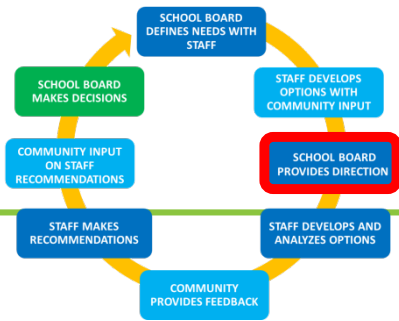 SCHOOL BOARD
DEFINES NEEDS WITH
STAFF
STAFF DEVELOPS
OPTIONS WITH
COMMUNITY INPUT
SCHOOL BOARD
PROVIDES DIRECTION
STAFF DEVELOPS AND
ANALYZES OPTIONS
COMMUNITY
PROVIDES FEEDBACK
STAFF MAKES
RECOMMENDATIONS
COMMUNITY INPUT
ON STAFF
RECOMMENDATIONS
SCHOOL BOARD
MAKES DECISIONS